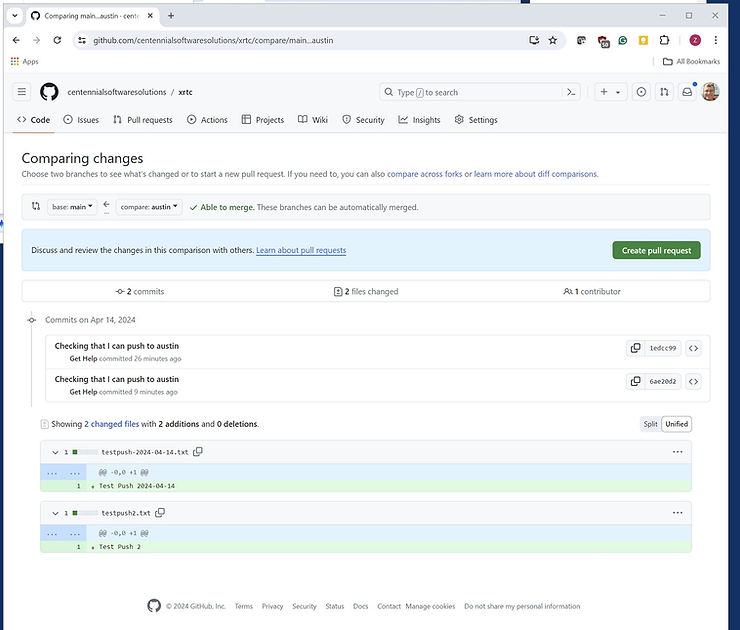 Comparing main...austin · cente
github.com/centennialsoftwaresolutions/xrtc/compare/main...austin
50
Z
Apps
All Bookmarks
centennialsoftwaresolutions / xrtc
Type / to search
Code Issues Pull requests Actions Projects Wiki Security Insights Settings
Comparing changes
Choose two branches to see what's changed or to start a new pull request. If you need to, you can also compare across forks or learn more about diff comparisons.
base: main ... compare: austin Able to merge. These branches can be automatically merged.
Discuss and review the changes in this comparison with others. Learn about pull requests
Create pull request
2 commits 2 files changed 1 contributor
Commits on Apr 14, 2024
Checking that I can push to austin
Get Help committed 26 minutes ago
1edcc99
Checking that I can push to austin
Get Help committed 9 minutes ago
6ae20d2
Showing 2 changed files with 2 additions and 0 deletions.
Split Unified
1 testpush-2024-04-14.txt
... ... @@ -0,0 +1 @@
1 + Test Push 2024-04-14
1 testpush2.txt
... ... @@ -0,0 +1 @@
1 + Test Push 2
© 2024 GitHub, Inc. Terms Privacy Security Status Docs Contact Manage cookies Do not share my personal information